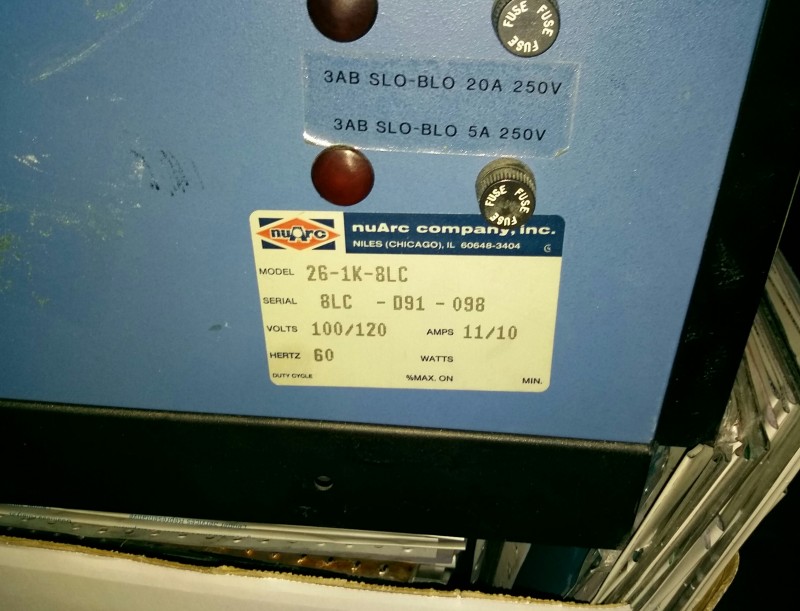 FUSE FUSE FUSE
3AB SLO-BLO 20A 250V
3AB SLO-BLO 5A 250V
FUSE FUSE FUSE
nuArc nuArc company, inc.
NILES (CHICAGO), IL 60648-3404
MODEL 26-1K-8LC
SERIAL 8LC - D91 - 098
VOLTS 100/120 AMPS 11/10
HERTZ 60 WATTS
DUTY CYCLE %MAX. ON MIN.